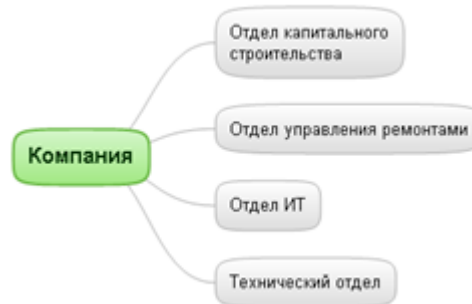 Отдел капитального
строительства
Отдел управления ремонтами
Компания
Отдел ИТ
Технический отдел